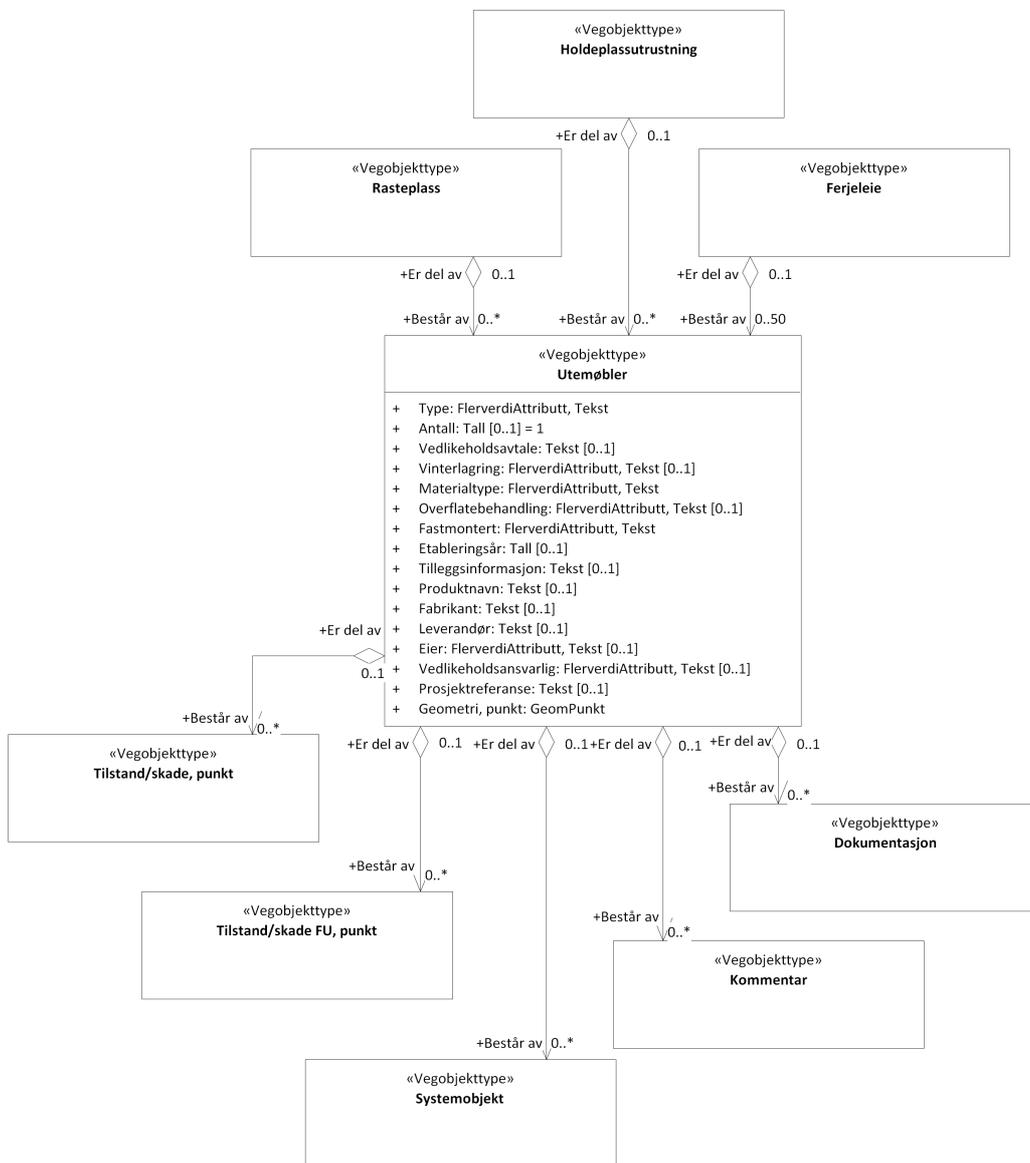 «Vegobjekttype»
Holdeplassutrustning
+Er del av 0..1
«Vegobjekttype»
Rasteplass
«Vegobjekttype»
Ferjeleie
+Er del av 0..1
+Er del av 0..1
+Består av 0..*
+Består av 0..*
+Består av 0..50
«Vegobjekttype»
Utemøbler
+ Type: FlerverdiAttributt, Tekst
+ Antall: Tall [0..1] = 1
+ Vedlikeholdsavtale: Tekst [0..1]
+ Vinterlagring: FlerverdiAttributt, Tekst [0..1]
+ Materialtype: FlerverdiAttributt, Tekst
+ Overflatebehandling: FlerverdiAttributt, Tekst [0..1]
+ Fastmontert: FlerverdiAttributt, Tekst
+ Etableringsår: Tall [0..1]
+ Tilleggsinformasjon: Tekst [0..1]
+ Produktnavn: Tekst [0..1]
+ Fabrikant: Tekst [0..1]
+ Leverandør: Tekst [0..1]
+ Eier: FlerverdiAttributt, Tekst [0..1]
+ Vedlikeholdsansvarlig: FlerverdiAttributt, Tekst [0..1]
+ Prosjektreferanse: Tekst [0..1]
+ Geometri, punkt: GeomPunkt
+Er del av
0..1
+Består av
0..*
«Vegobjekttype»
Tilstand/skade, punkt
+Er del av 0..1
+Er del av 0..1
+Er del av 0..1
+Er del av 0..1
+Består av 0..*
«Vegobjekttype»
Dokumentasjon
+Består av 0..*
«Vegobjekttype»
Tilstand/skade FU, punkt
+Består av
0..*
«Vegobjekttype»
Kommentar
+Består av 0..*
«Vegobjekttype»
Systemobjekt